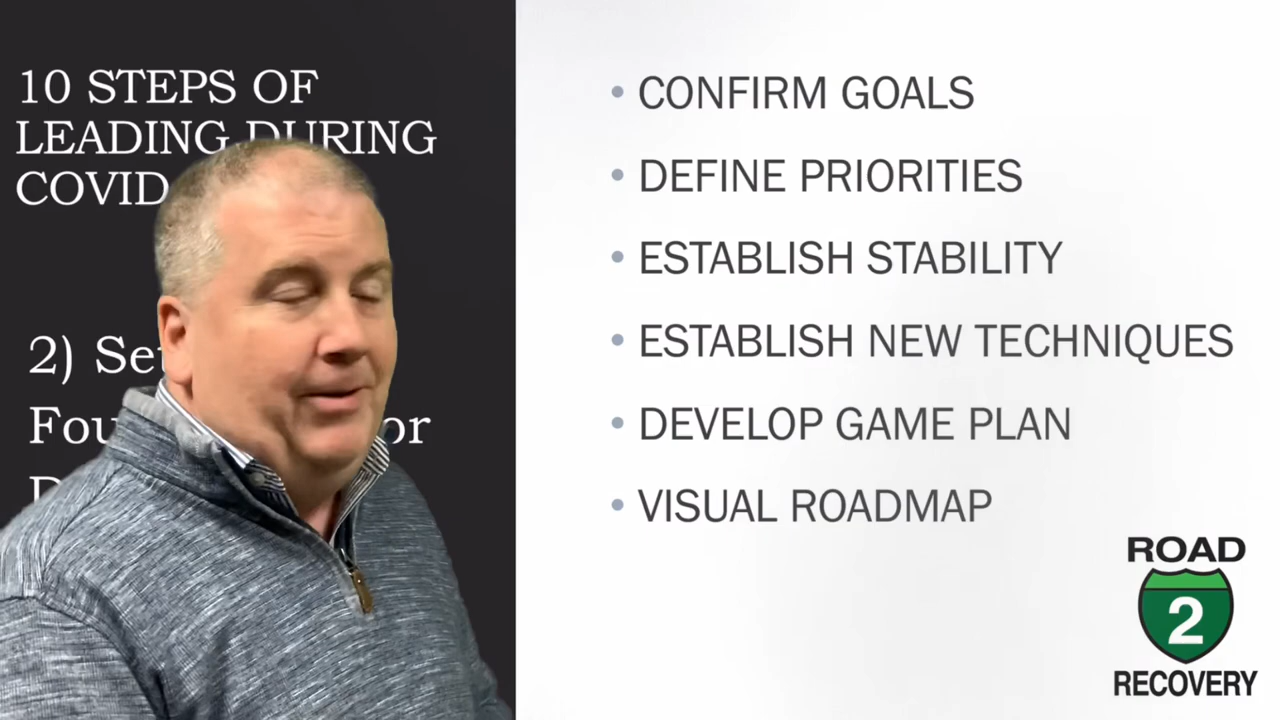 10 STEPS OF
LEADING DURING
COVID
2) Set
Fou or
• CONFIRM GOALS
• DEFINE PRIORITIES
• ESTABLISH STABILITY
• ESTABLISH NEW TECHNIQUES
• DEVELOP GAME PLAN
• VISUAL ROADMAP
ROAD
2
RECOVERY